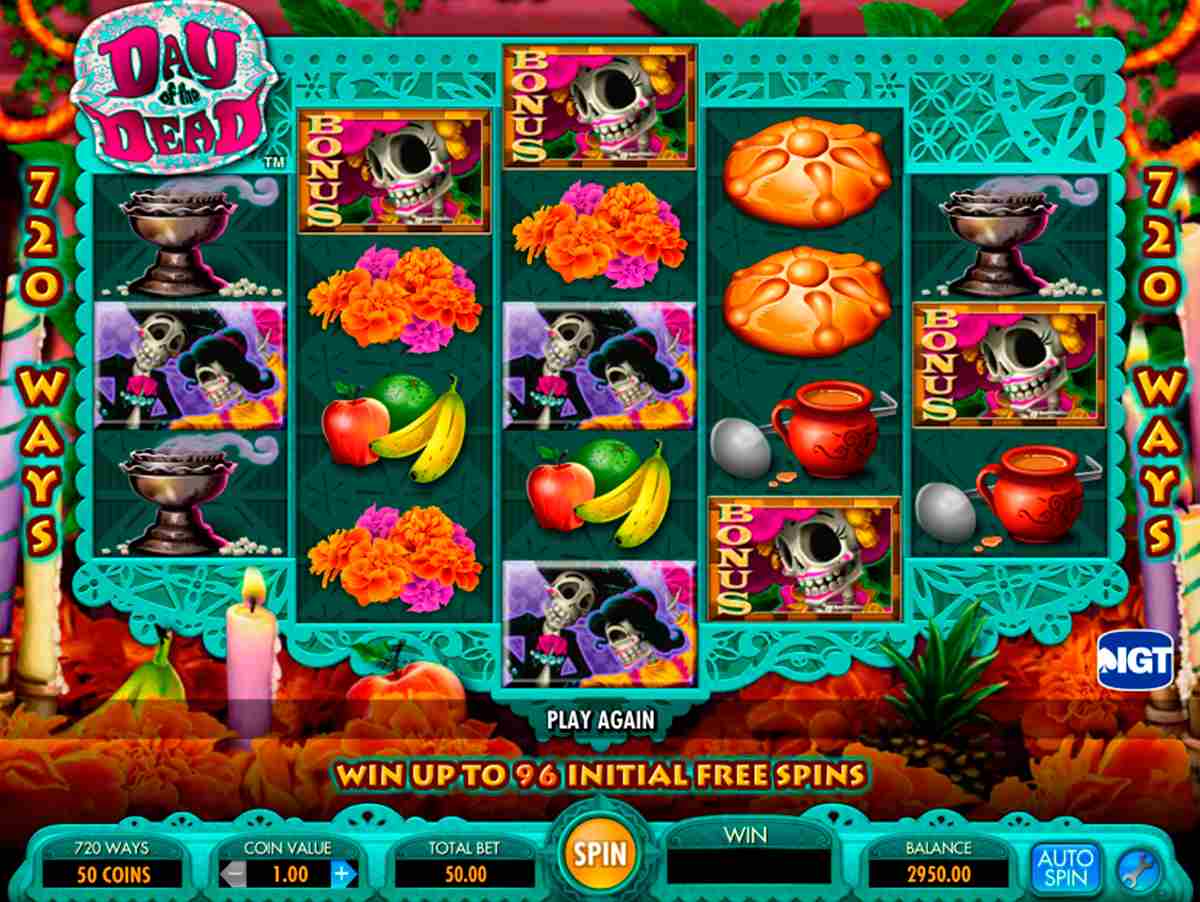 DAY
of the
DEAD
TM
BONUS
BONUS
BONUS
BONUS
720 WAYS
720 WAYS
IGT
PLAY AGAIN
WIN UP TO 96 INITIAL FREE SPINS
720 WAYS
50 COINS
COIN VALUE
- 1.00 +
TOTAL BET
50.00
SPIN
WIN
BALANCE
2950.00
AUTO
SPIN